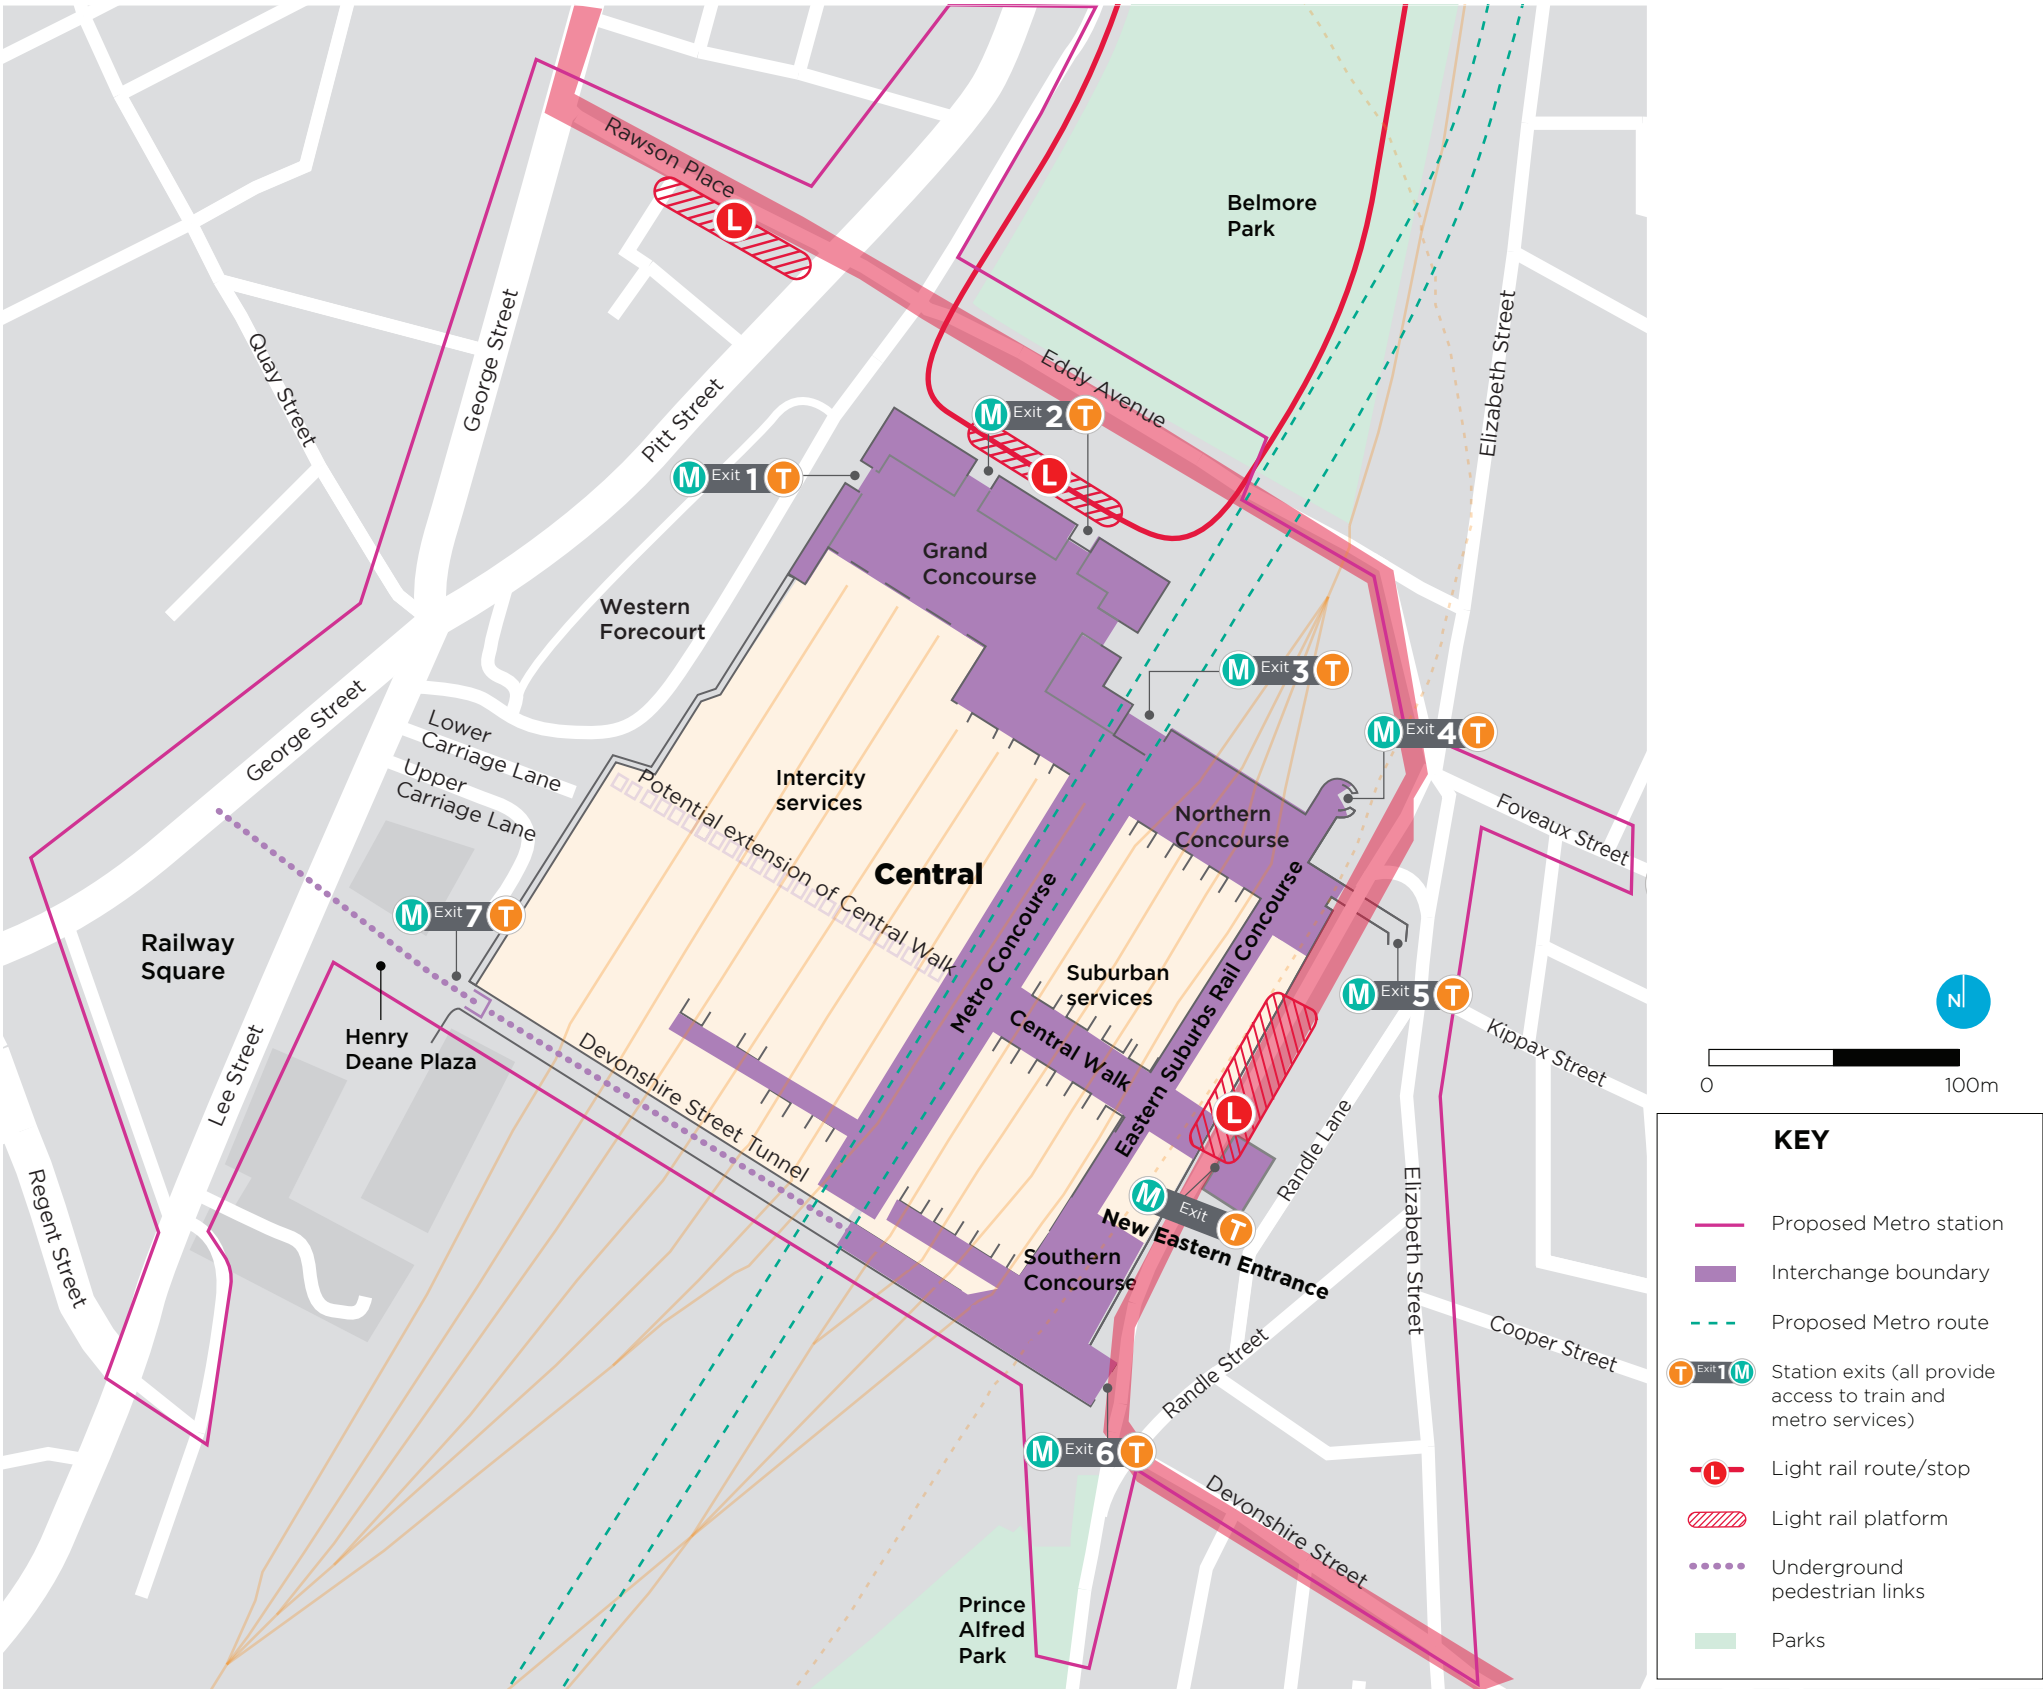 Rawson Place
L
Belmore
Park
Quay Street
George Street
Pitt Street
Eddy Avenue
Elizabeth Street
M Exit 2 T
M Exit 1 T
L
Grand
Concourse
Western
Forecourt
M Exit 3 T
George Street
Lower
Carriage Lane
Upper
Carriage Lane
Potential extension of Central Walk
Intercity
services
M Exit 4 T
Northern
Concourse
Foveaux Street
Central
M Exit 7 T
Railway
Square
Metro Concourse
Suburban
services
Eastern Suburbs Rail Concourse
M Exit 5 T
Central Walk
Kippax Street
Henry
Deane Plaza
Devonshire Street Tunnel
Lee Street
L
Randle Lane
Regent Street
M Exit T
New Eastern Entrance
Southern
Concourse
Elizabeth Street
Cooper Street
Randle Street
M Exit 6 T
Devonshire Street
Prince
Alfred
Park
N
0 100m
KEY
Proposed Metro station
Interchange boundary
Proposed Metro route
T Exit 1 M
Station exits (all provide
access to train and
metro services)
L
Light rail route/stop
Light rail platform
Underground
pedestrian links
Parks